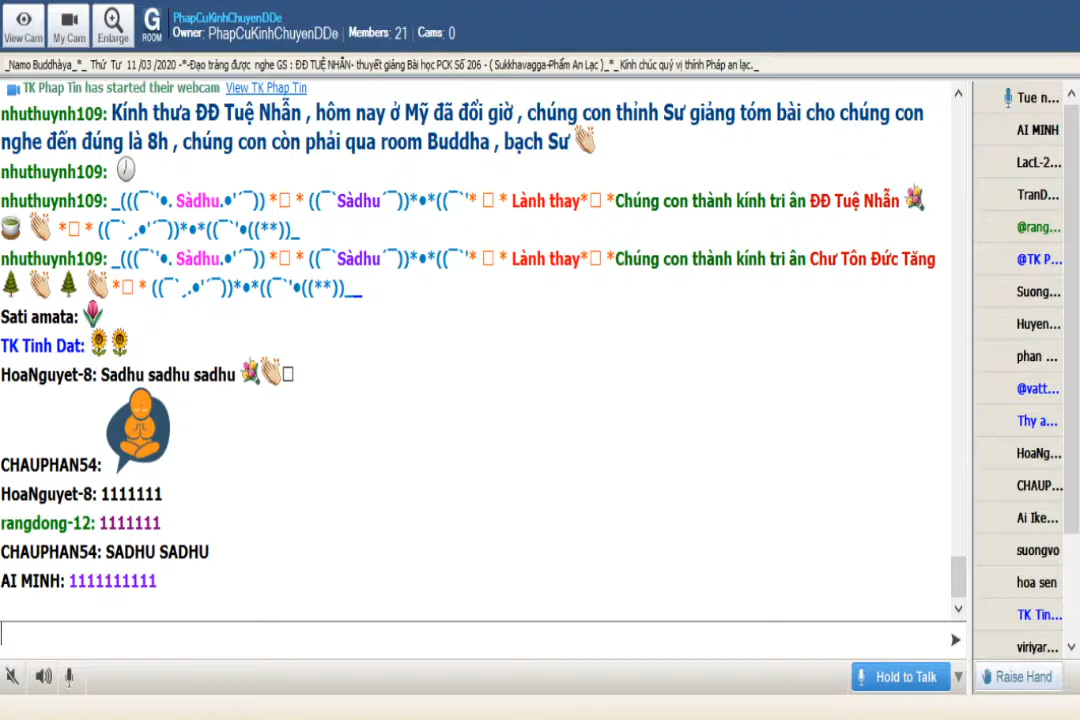 PhapCuKinhChuyenDDe
Owner: PhapCuKinhChuyenDDe Members: 21 Cams: 0
View Cam My Cam Enlarge G ROOM
_Namo Buddhàya_*_ Thứ Tư 11 /03 /2020 -*-Đạo tràng được nghe GS : ĐĐ TUỆ NHẪN- thuyết giảng Bài học PCK Số 206 - ( Sukkhavagga-Phẩm An Lạc )_*_ Kính chúc quý vị thính Pháp an lạc._
TK Phap Tin has started their webcam View TK Phap Tin
nhuthuynh109: Kính thưa ĐĐ Tuệ Nhẫn , hôm nay ở Mỹ đã đổi giờ , chúng con thỉnh Sư giảng tóm bài cho chúng con
nghe đến đúng là 8h , chúng con còn phải qua room Buddha , bạch Sư 👏
nhuthuynh109:
nhuthuynh109: _(((¯`'•. Sàdhu.•'´¯)) *□ * ((¯`Sàdhu´¯))*•*((¯`'* □ * Lành thay*□ *Chúng con thành kính tri ân ĐĐ Tuệ Nhẫn
*□ * ((¯`¸.•'´¯))*•*((¯`'•((**))_
nhuthuynh109: _(((¯`'•. Sàdhu.•'´¯)) *□ * ((¯`Sàdhu´¯))*•*((¯`'* □ * Lành thay*□ *Chúng con thành kính tri ân Chư Tôn Đức Tăng
*□ * ((¯`¸.•'´¯))*•*((¯`'•((**))__
Sati amata:
TK Tinh Dat:
HoaNguyet-8: Sadhu sadhu sadhu
CHAUPHAN54:
HoaNguyet-8: 1111111
rangdong-12: 1111111
CHAUPHAN54: SADHU SADHU
AI MINH: 1111111111
Tue n...
AI MINH
LacL-2...
TranD...
@rang...
@TK P...
Suong...
Huyen...
phan ...
@vatt...
Thy a...
HoaNg...
CHAUP...
Ai Ike...
suongvo
hoa sen
TK Tin...
viriyar...
Hold to Talk
Raise Hand